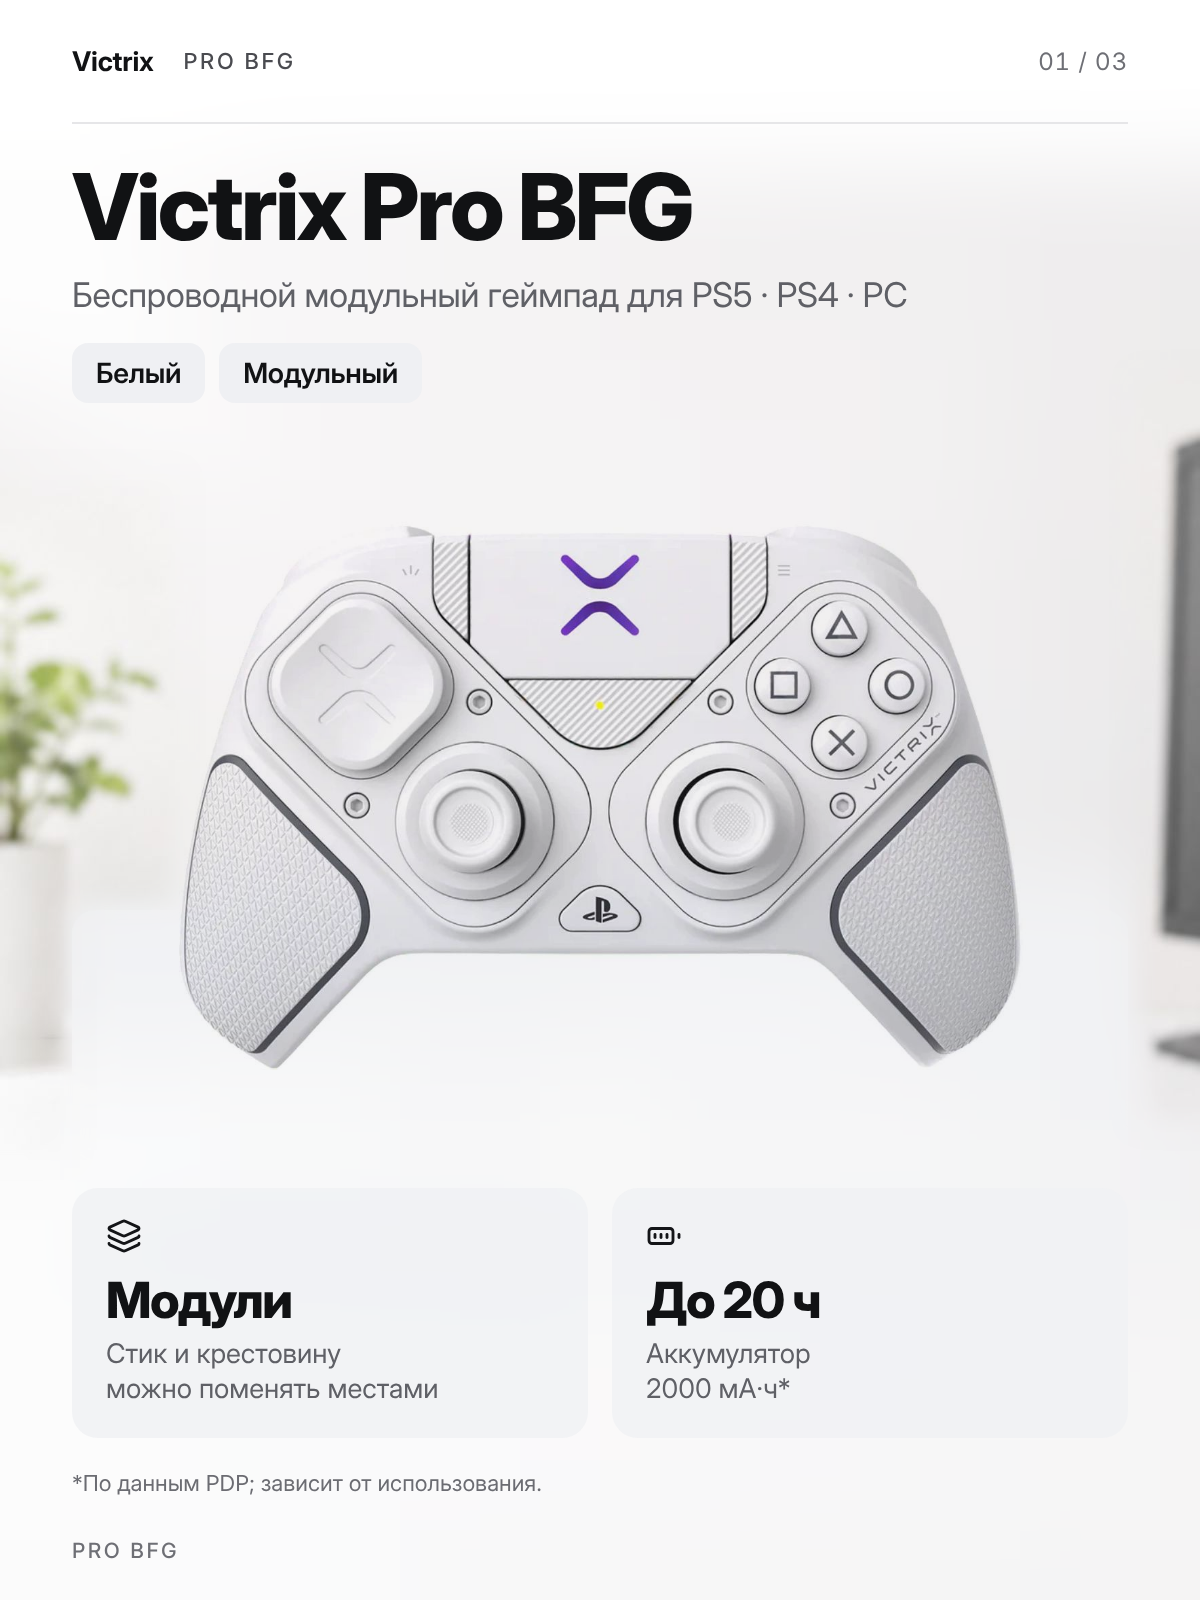 Victrix PRO BFG
01 / 03
Victrix Pro BFG
Беспроводной модульный геймпад для PS5 · PS4 · PC
Белый
Модульный
VICTRIX
Модули
Стик и крестовину
можно поменять местами
До 20 ч
Аккумулятор
2000 мА·ч*
*По данным PDP; зависит от использования.
PRO BFG